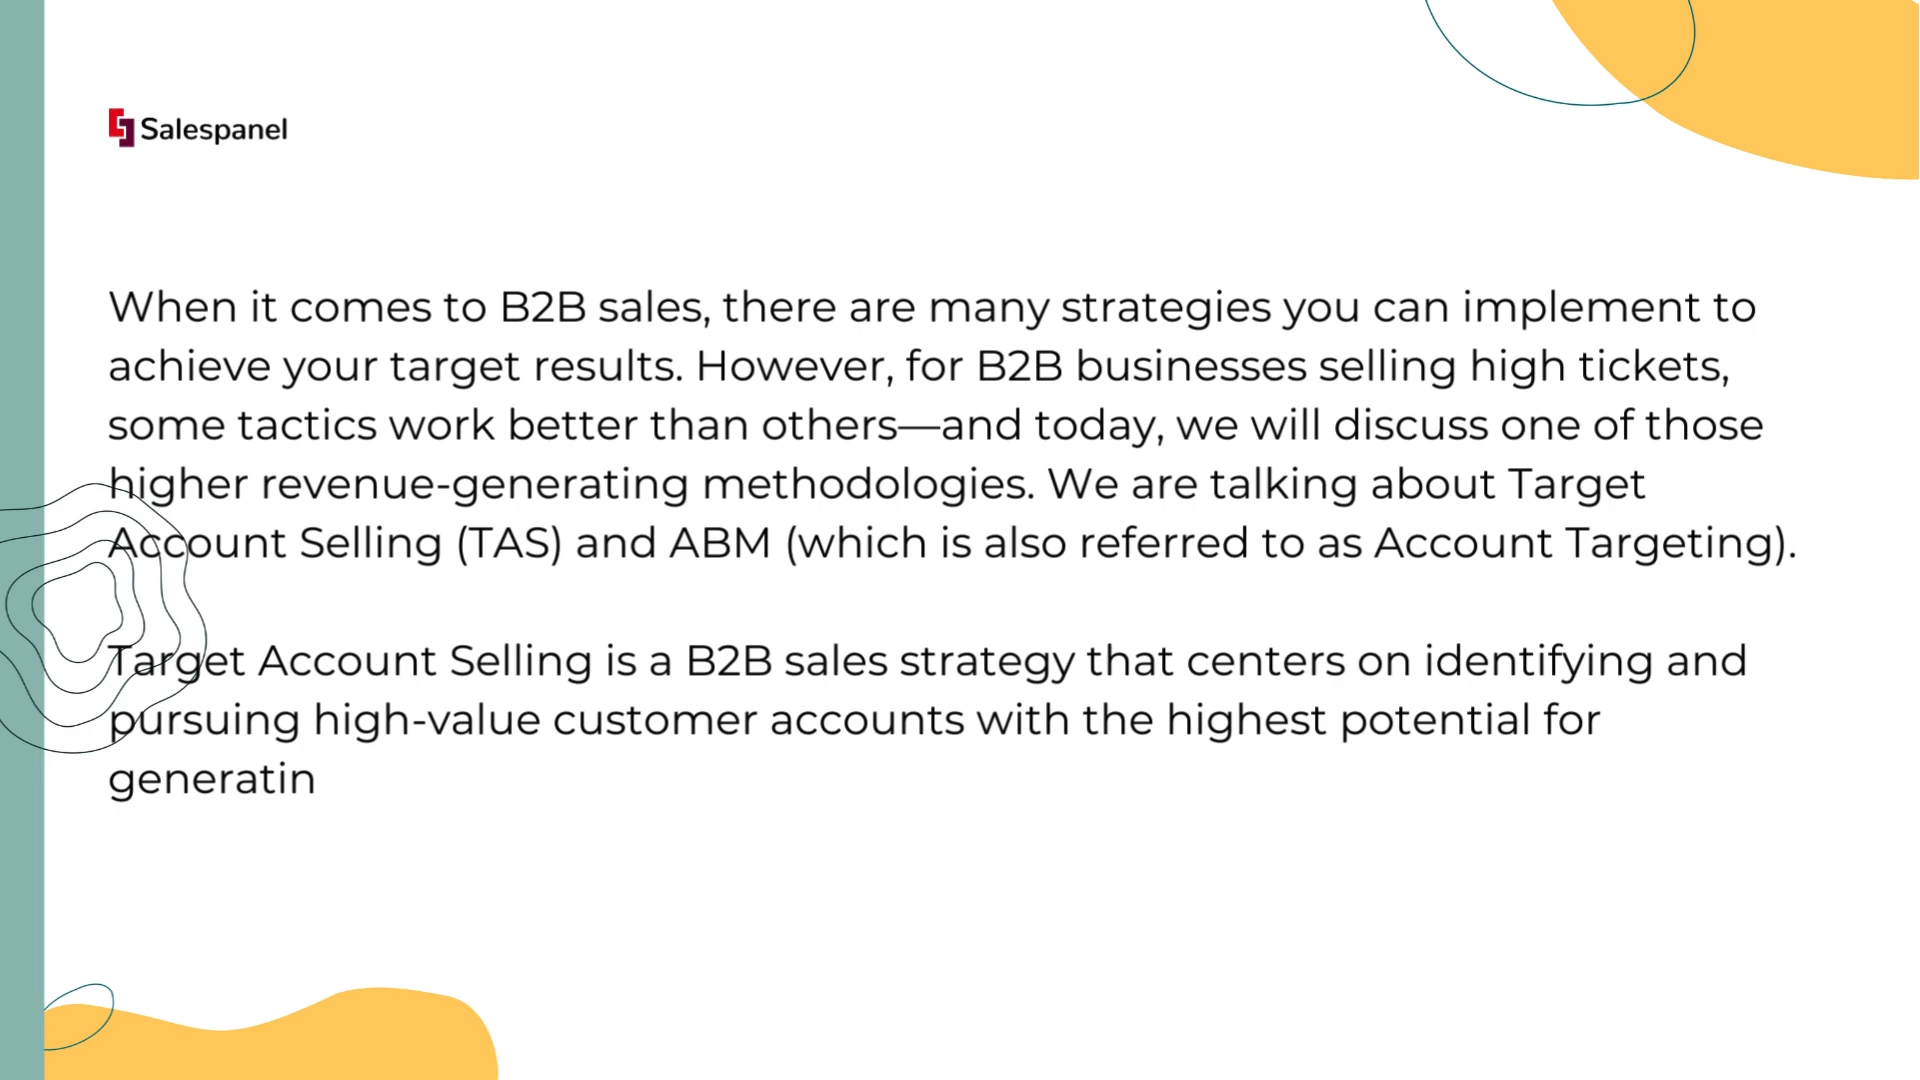 Salespanel
When it comes to B2B sales, there are many strategies you can implement to
achieve your target results. However, for B2B businesses selling high tickets,
some tactics work better than others—and today, we will discuss one of those
higher revenue-generating methodologies. We are talking about Target
Account Selling (TAS) and ABM (which is also referred to as Account Targeting).
Target Account Selling is a B2B sales strategy that centers on identifying and
pursuing high-value customer accounts with the highest potential for
generatin